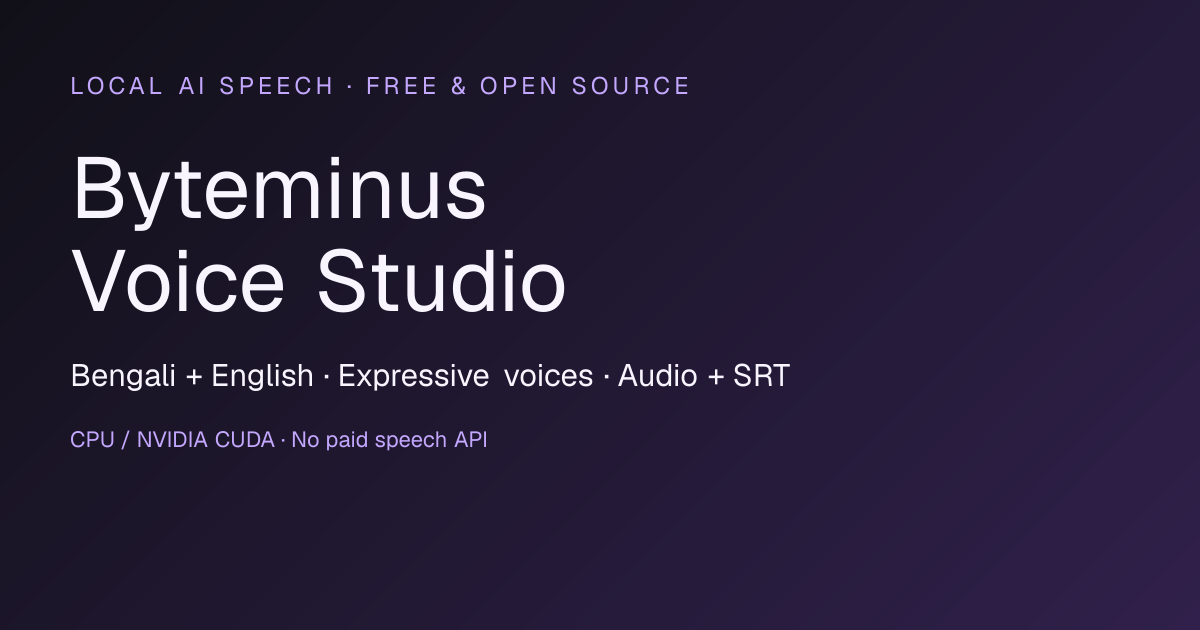 LOCAL AI SPEECH · FREE & OPEN SOURCE
Byteminus
Voice Studio
Bengali + English · Expressive voices · Audio + SRT
CPU / NVIDIA CUDA · No paid speech API